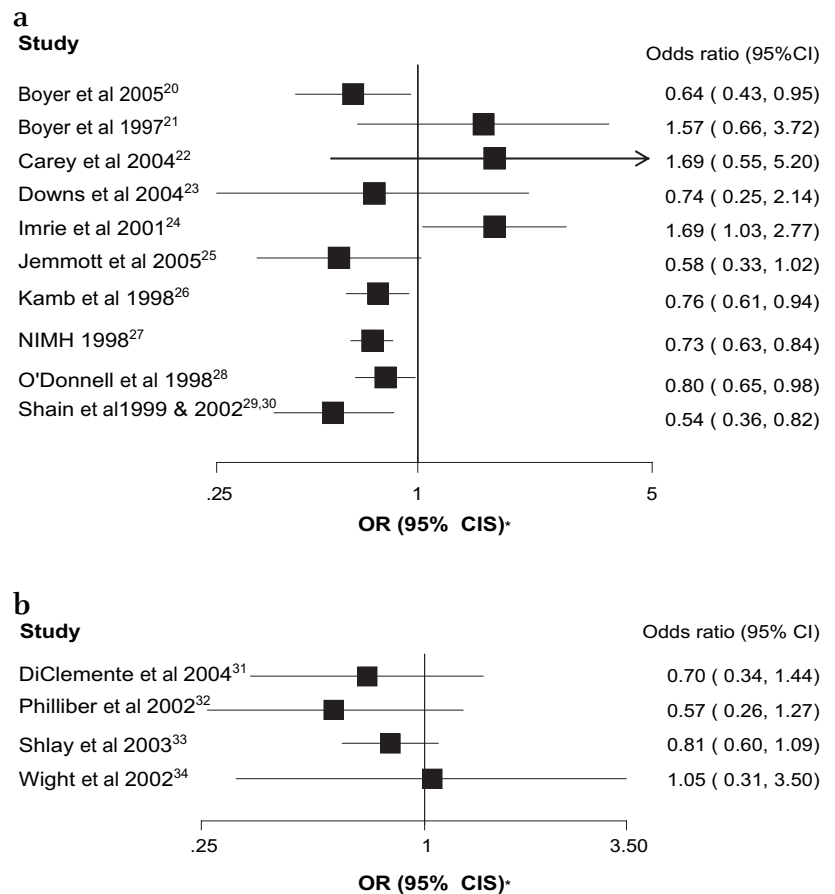 a
Study
Odds ratio (95%CI)
Boyer et al 2005²⁰ 0.64 ( 0.43, 0.95)
Boyer et al 1997²¹ 1.57 ( 0.66, 3.72)
Carey et al 2004²² 1.69 ( 0.55, 5.20)
Downs et al 2004²³ 0.74 ( 0.25, 2.14)
Imrie et al 2001²⁴ 1.69 ( 1.03, 2.77)
Jemmott et al 2005²⁵ 0.58 ( 0.33, 1.02)
Kamb et al 1998²⁶ 0.76 ( 0.61, 0.94)
NIMH 1998²⁷ 0.73 ( 0.63, 0.84)
O'Donnell et al 1998²⁸ 0.80 ( 0.65, 0.98)
Shain et al1999 & 2002²⁹,³⁰ 0.54 ( 0.36, 0.82)
.25 1 5
OR (95% CIS)*
b
Study Odds ratio (95% CI)
DiClemente et al 2004³¹ 0.70 ( 0.34, 1.44)
Philliber et al 2002³² 0.57 ( 0.26, 1.27)
Shlay et al 2003³³ 0.81 ( 0.60, 1.09)
Wight et al 2002³⁴ 1.05 ( 0.31, 3.50)
.25 1 3.50
OR (95% CIS)*